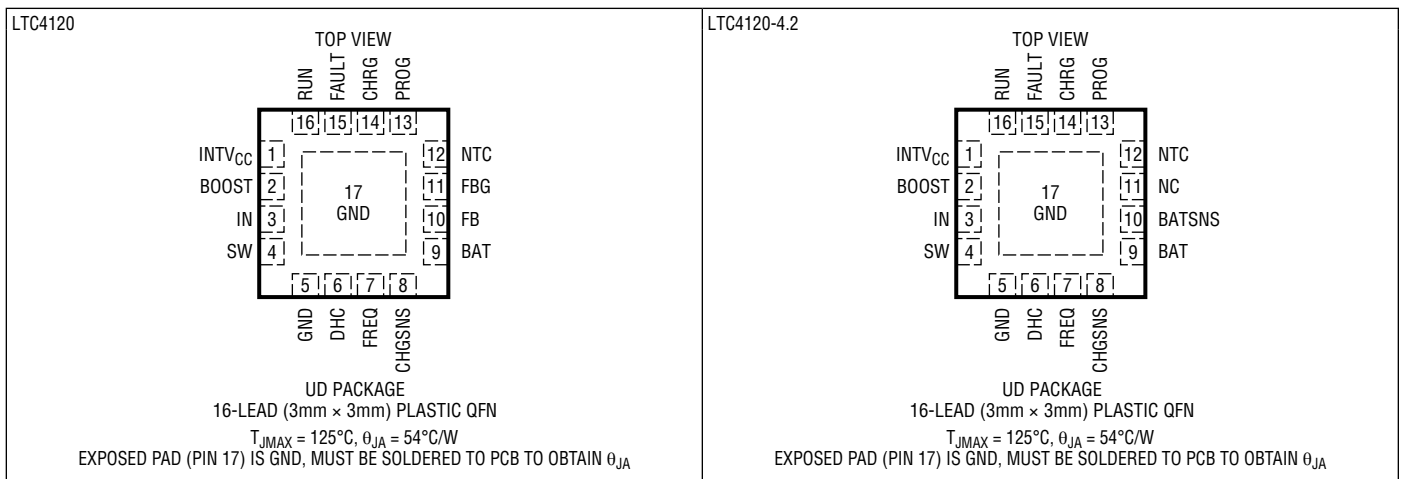 LTC4120
TOP VIEW
RUN
FAULT
CHRG
PROG
16 15 14 13
INTVCC 1
BOOST 2
IN 3
SW 4
17
GND
12 NTC
11 FBG
10 FB
9 BAT
5 6 7 8
GND
DHC
FREQ
CHGSNS
UD PACKAGE
16-LEAD (3mm × 3mm) PLASTIC QFN
TJMAX = 125°C, θJA = 54°C/W
EXPOSED PAD (PIN 17) IS GND, MUST BE SOLDERED TO PCB TO OBTAIN θJA
LTC4120-4.2
TOP VIEW
RUN
FAULT
CHRG
PROG
16 15 14 13
INTVCC 1
BOOST 2
IN 3
SW 4
17
GND
12 NTC
11 NC
10 BATSNS
9 BAT
5 6 7 8
GND
DHC
FREQ
CHGSNS
UD PACKAGE
16-LEAD (3mm × 3mm) PLASTIC QFN
TJMAX = 125°C, θJA = 54°C/W
EXPOSED PAD (PIN 17) IS GND, MUST BE SOLDERED TO PCB TO OBTAIN θJA